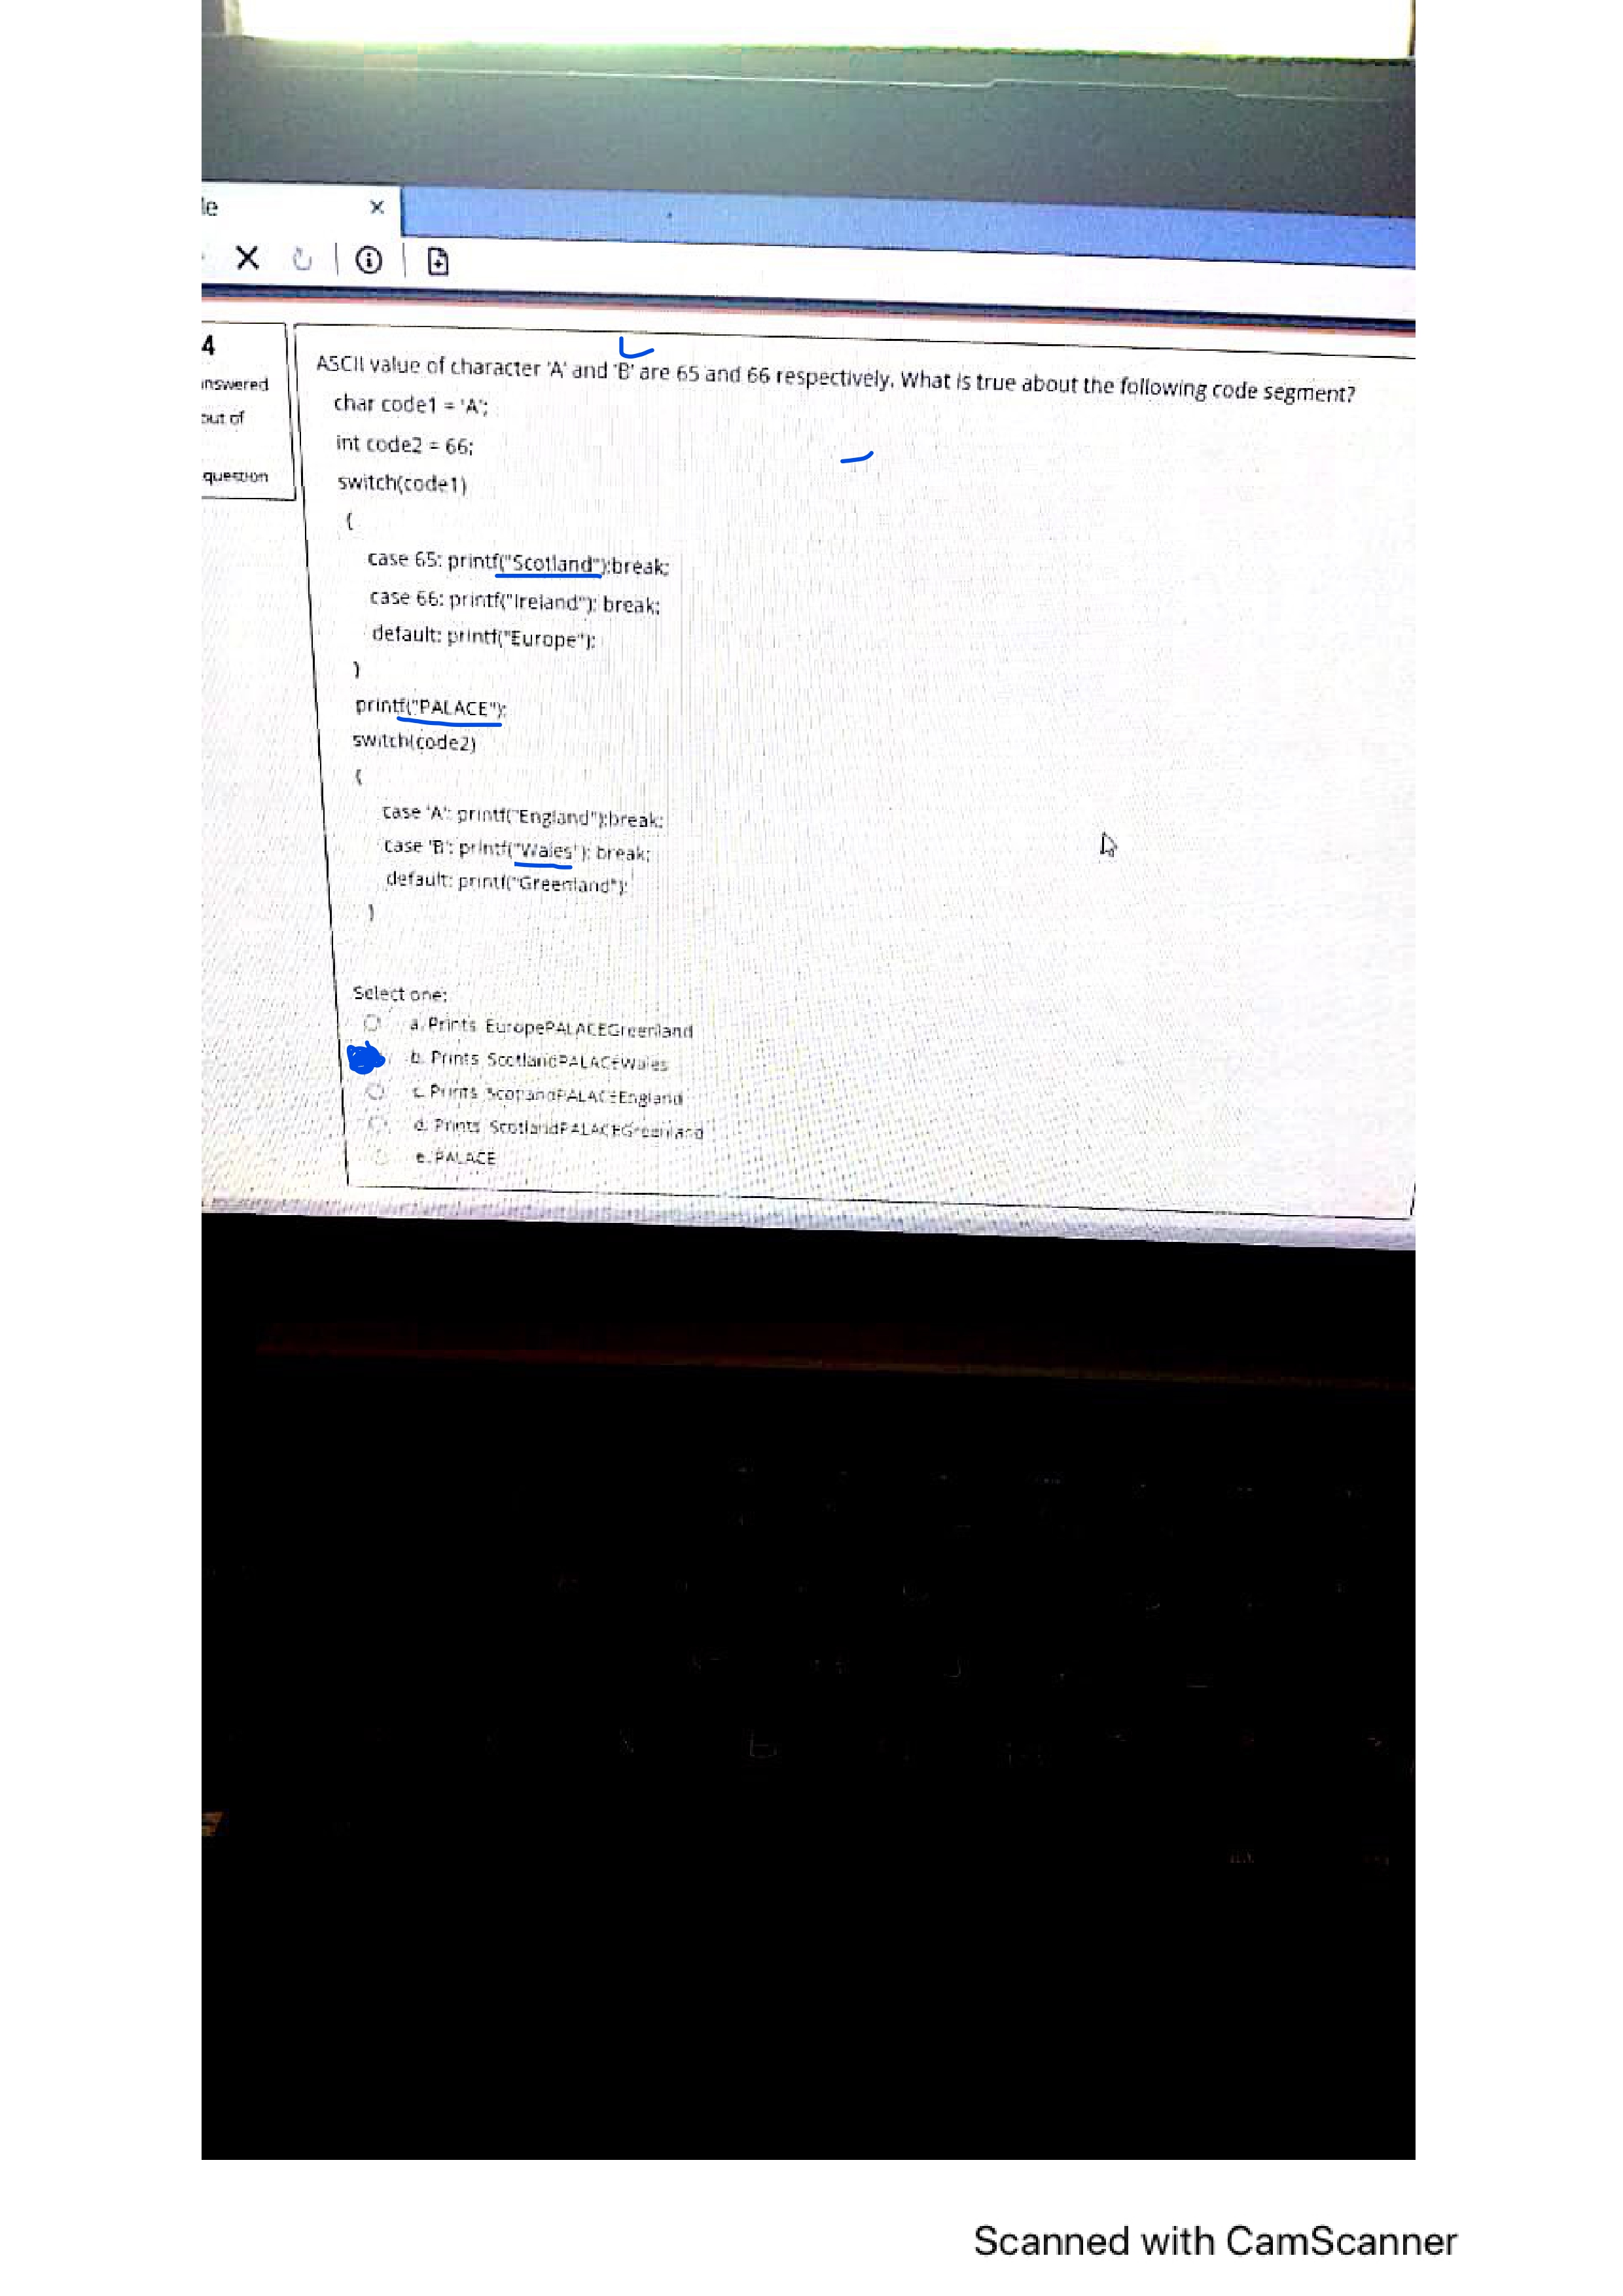 le
4
nswered
out of
question
ASCII value of character 'A' and 'B' are 65 and 66 respectively. What is true about the following code segment?
char code1 = 'A';
int code2 = 66;
switch(code1)
{
case 65: printf("Scotland");break;
case 66: printf("Ireland"); break;
default: printf("Europe");
}
printf("PALACE");
switch(code2)
{
case 'A': printf("England");break;
case 'B': printf("Wales"); break;
default: printf("Greenland");
}
Select one:
a. Prints EuropePALACEGreenland
b. Prints ScotlandPALACEWales
c. Prints ScotlandPALACEEngland
d. Prints ScotlandPALACEGreenland
e. PALACE
Scanned with CamScanner